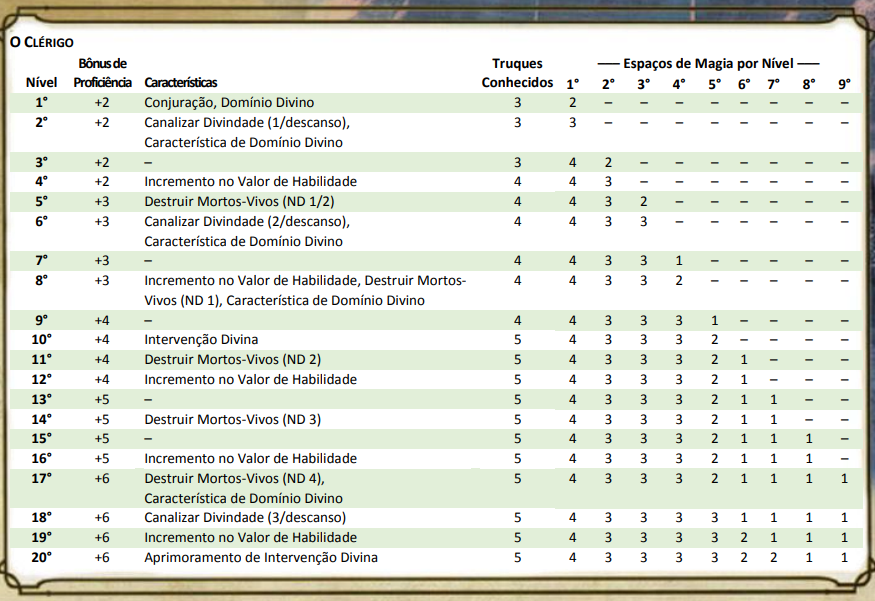 O CLÉRIGO
Bônus de Truques —— Espaços de Magia por Nível ——
Nível Proficiência Características Conhecidos 1° 2° 3° 4° 5° 6° 7° 8° 9°
1° +2 Conjuração, Domínio Divino 3 2 – – – – – – – –
2° +2 Canalizar Divindade (1/descanso), 3 3 – – – – – – – –
Característica de Domínio Divino
3° +2 – 3 4 2 – – – – – – –
4° +2 Incremento no Valor de Habilidade 4 4 3 – – – – – – –
5° +3 Destruir Mortos-Vivos (ND 1/2) 4 4 3 2 – – – – – –
6° +3 Canalizar Divindade (2/descanso), 4 4 3 3 – – – – – –
Característica de Domínio Divino
7° +3 – 4 4 3 3 1 – – – – –
8° +3 Incremento no Valor de Habilidade, Destruir Mortos- 4 4 3 3 2 – – – – –
Vivos (ND 1), Característica de Domínio Divino
9° +4 – 4 4 3 3 3 1 – – – –
10° +4 Intervenção Divina 5 4 3 3 3 2 – – – –
11° +4 Destruir Mortos-Vivos (ND 2) 5 4 3 3 3 2 1 – – –
12° +4 Incremento no Valor de Habilidade 5 4 3 3 3 2 1 – – –
13° +5 – 5 4 3 3 3 2 1 1 – –
14° +5 Destruir Mortos-Vivos (ND 3) 5 4 3 3 3 2 1 1 – –
15° +5 – 5 4 3 3 3 2 1 1 1 –
16° +5 Incremento no Valor de Habilidade 5 4 3 3 3 2 1 1 1 –
17° +6 Destruir Mortos-Vivos (ND 4), 5 4 3 3 3 2 1 1 1 1
Característica de Domínio Divino
18° +6 Canalizar Divindade (3/descanso) 5 4 3 3 3 3 1 1 1 1
19° +6 Incremento no Valor de Habilidade 5 4 3 3 3 3 2 1 1 1
20° +6 Aprimoramento de Intervenção Divina 5 4 3 3 3 3 2 2 1 1